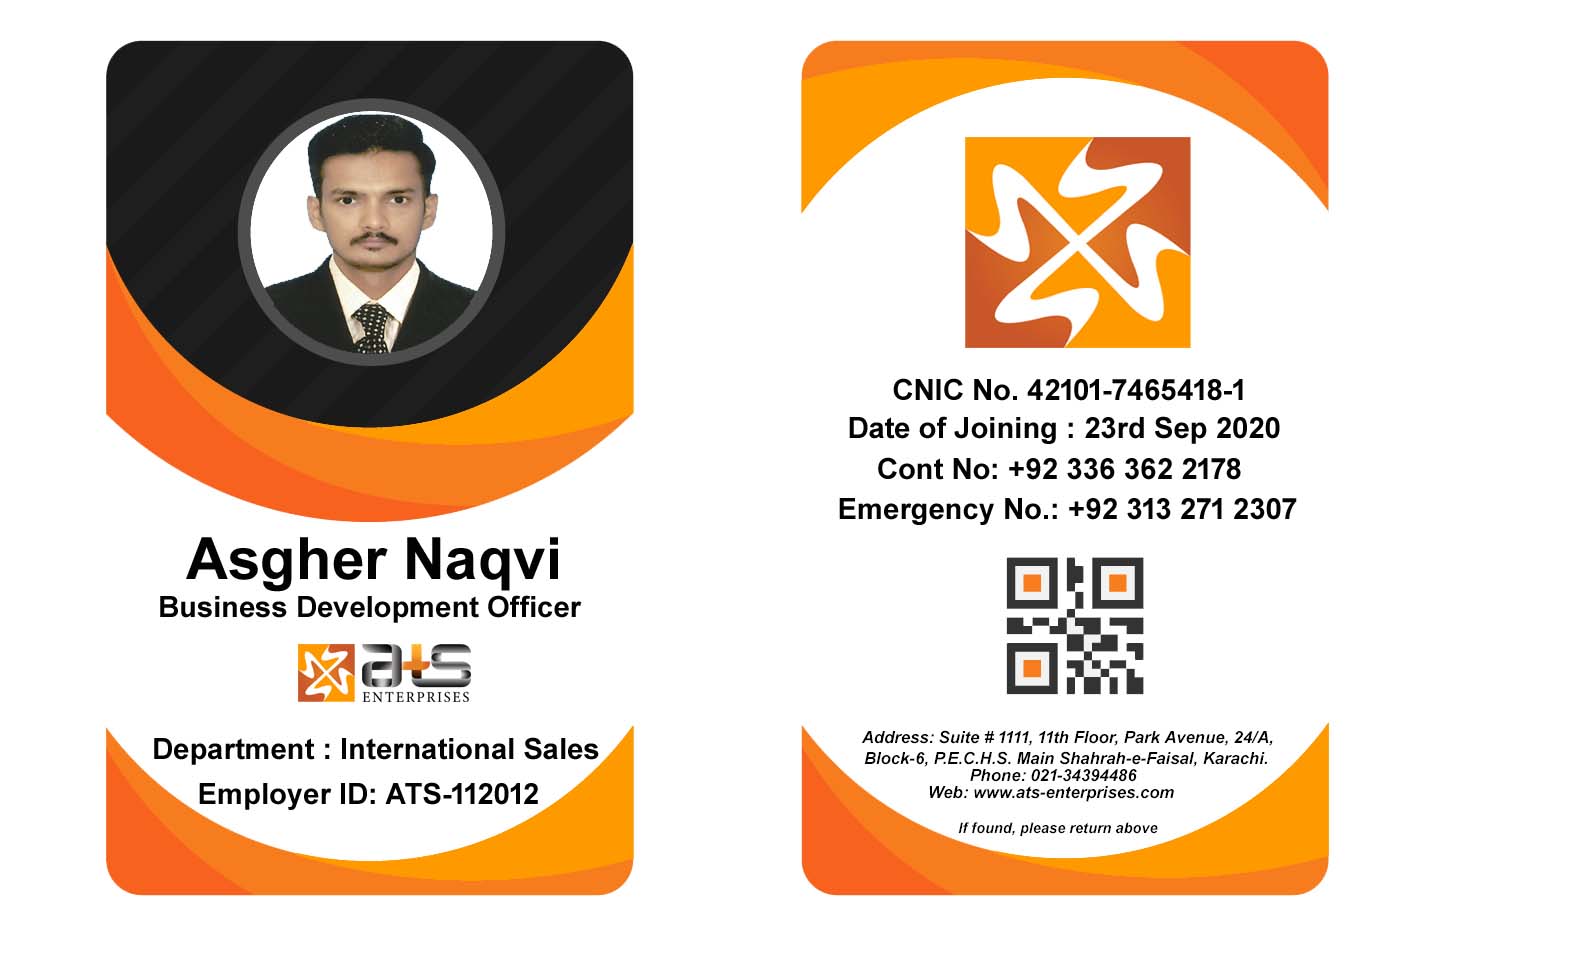 Asgher Naqvi
Business Development Officer
ats
ENTERPRISES
Department : International Sales
Employer ID: ATS-112012
CNIC No. 42101-7465418-1
Date of Joining : 23rd Sep 2020
Cont No: +92 336 362 2178
Emergency No.: +92 313 271 2307
Address: Suite # 1111, 11th Floor, Park Avenue, 24/A,
Block-6, P.E.C.H.S. Main Shahrah-e-Faisal, Karachi.
Phone: 021-34394486
Web: www.ats-enterprises.com
If found, please return above